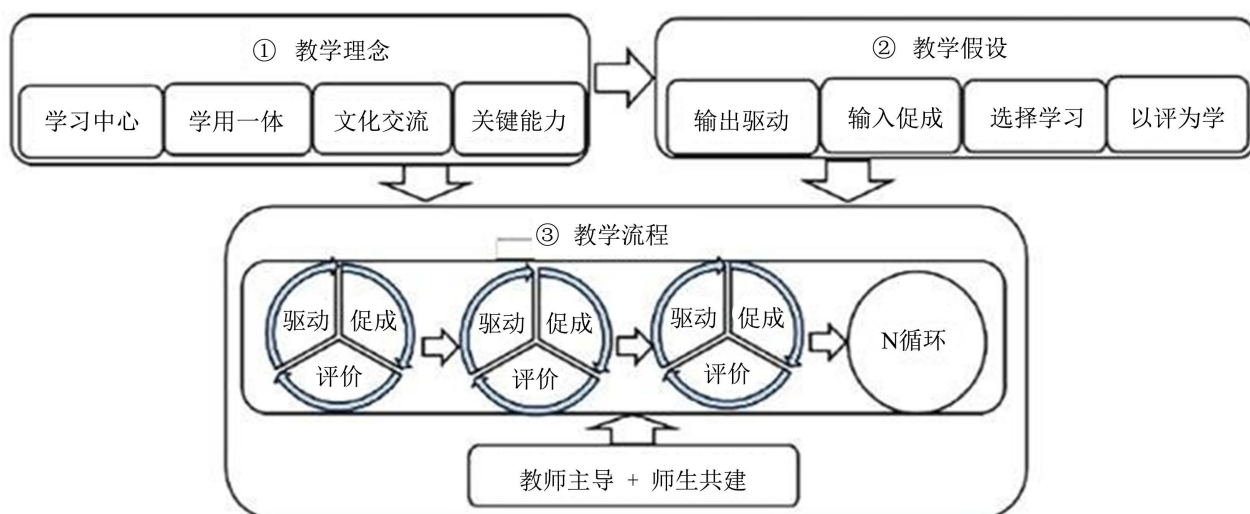 ① 教学理念
学习中心 学用一体 文化交流 关键能力
② 教学假设
输出驱动 输入促成 选择学习 以评为学
③ 教学流程
驱动 促成 驱动 促成 驱动 促成 N循环
评价 评价 评价
教师主导 + 师生共建